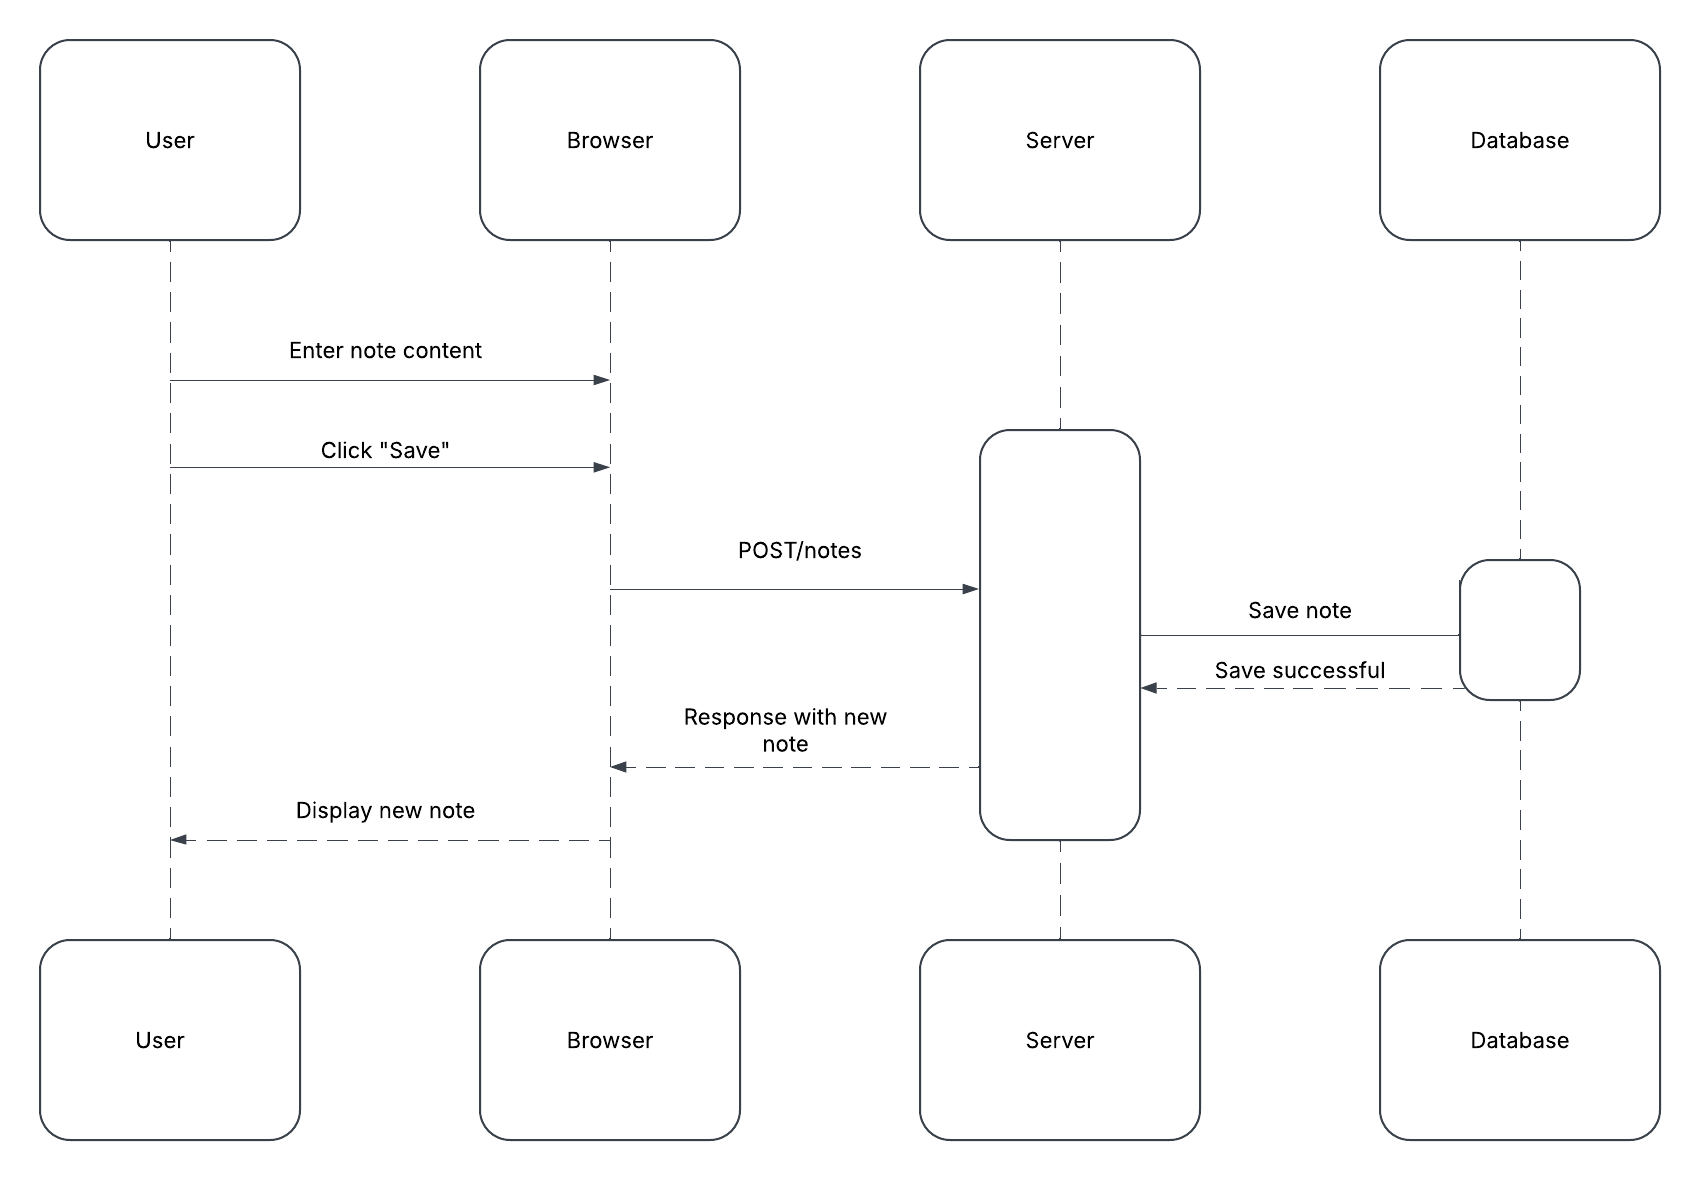 User
Browser
Server
Database
Enter note content
Click "Save"
POST/notes
Save note
Save successful
Response with new
note
Display new note
User
Browser
Server
Database